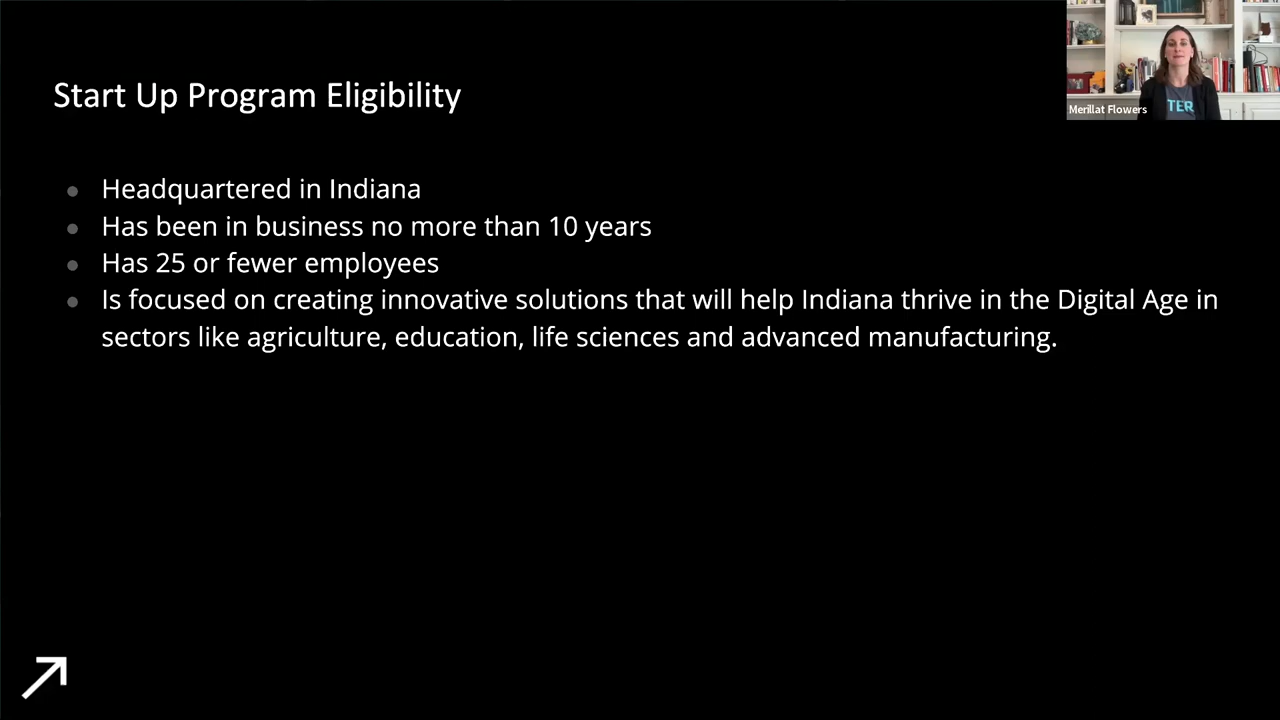 Start Up Program Eligibility
Headquartered in Indiana
Has been in business no more than 10 years
Has 25 or fewer employees
Is focused on creating innovative solutions that will help Indiana thrive in the Digital Age in
sectors like agriculture, education, life sciences and advanced manufacturing.
TER
Merillat Flowers